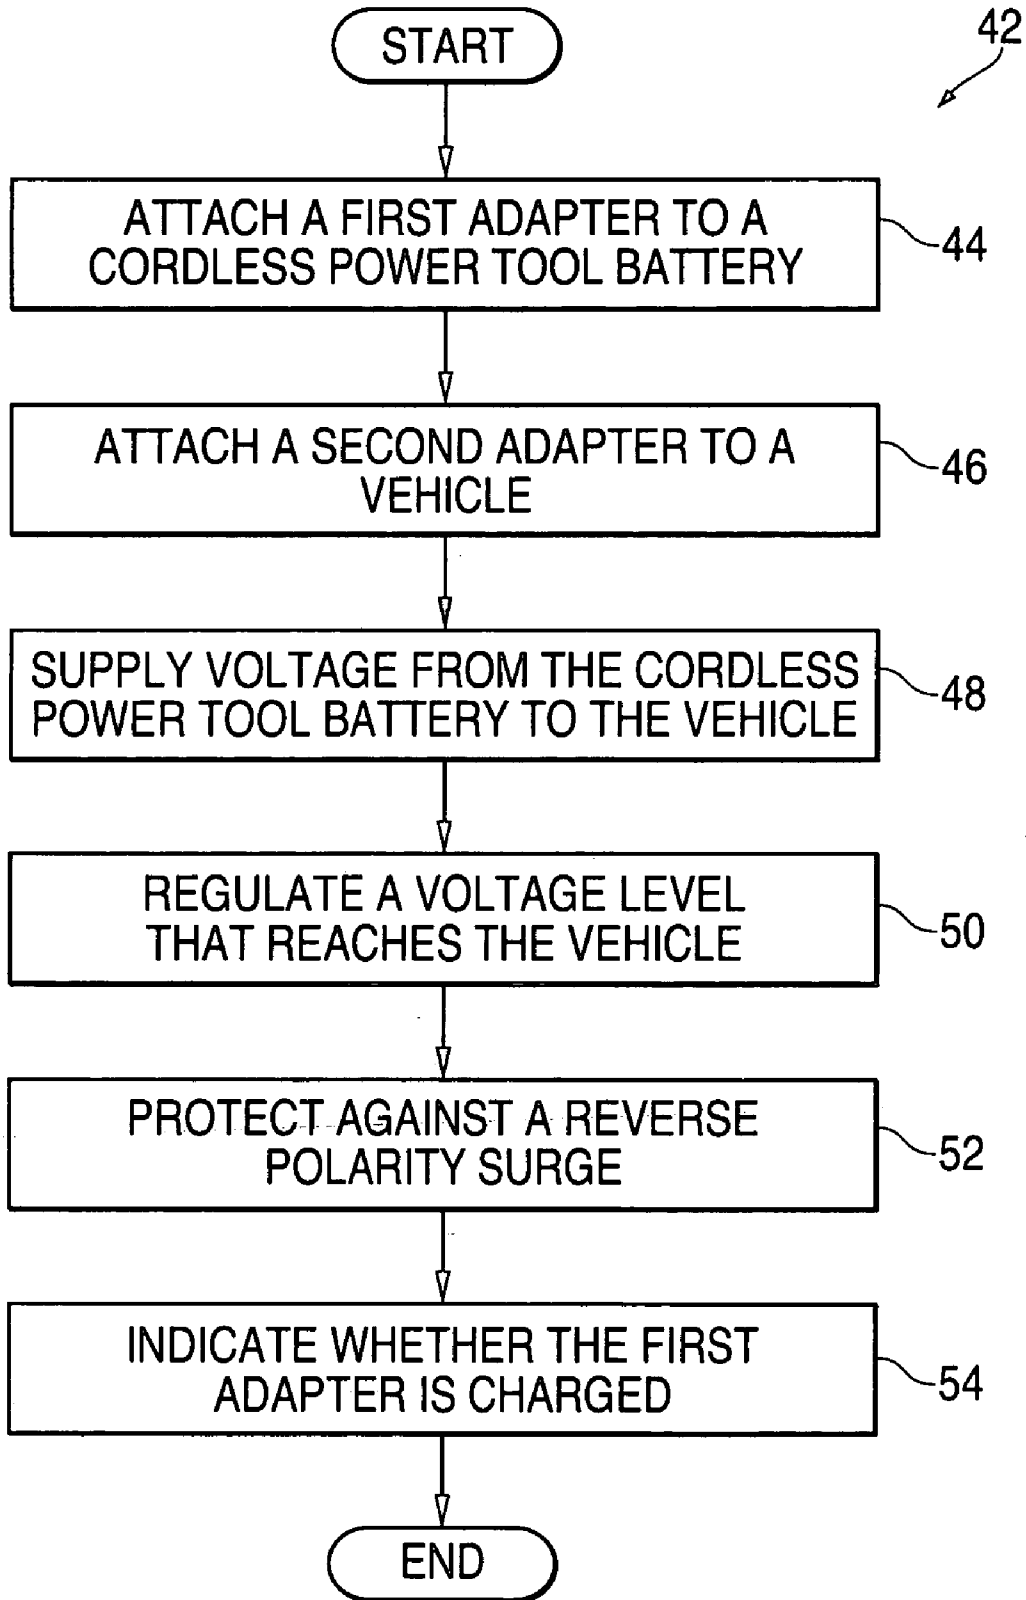 42
START
ATTACH A FIRST ADAPTER TO A
CORDLESS POWER TOOL BATTERY
44
ATTACH A SECOND ADAPTER TO A
VEHICLE
46
SUPPLY VOLTAGE FROM THE CORDLESS
POWER TOOL BATTERY TO THE VEHICLE
48
REGULATE A VOLTAGE LEVEL
THAT REACHES THE VEHICLE
50
PROTECT AGAINST A REVERSE
POLARITY SURGE
52
INDICATE WHETHER THE FIRST
ADAPTER IS CHARGED
54
END